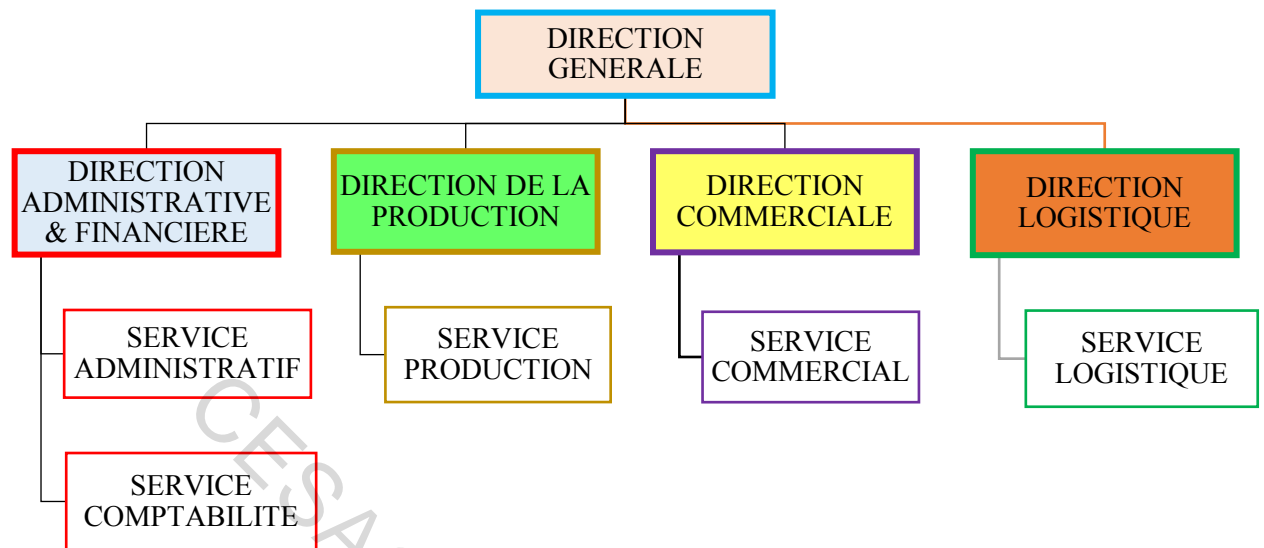 DIRECTION
GENERALE
DIRECTION
ADMINISTRATIVE
& FINANCIERE
DIRECTION DE LA
PRODUCTION
DIRECTION
COMMERCIALE
DIRECTION
LOGISTIQUE
SERVICE
ADMINISTRATIF
SERVICE
PRODUCTION
SERVICE
COMMERCIAL
SERVICE
LOGISTIQUE
SERVICE
COMPTABILITE